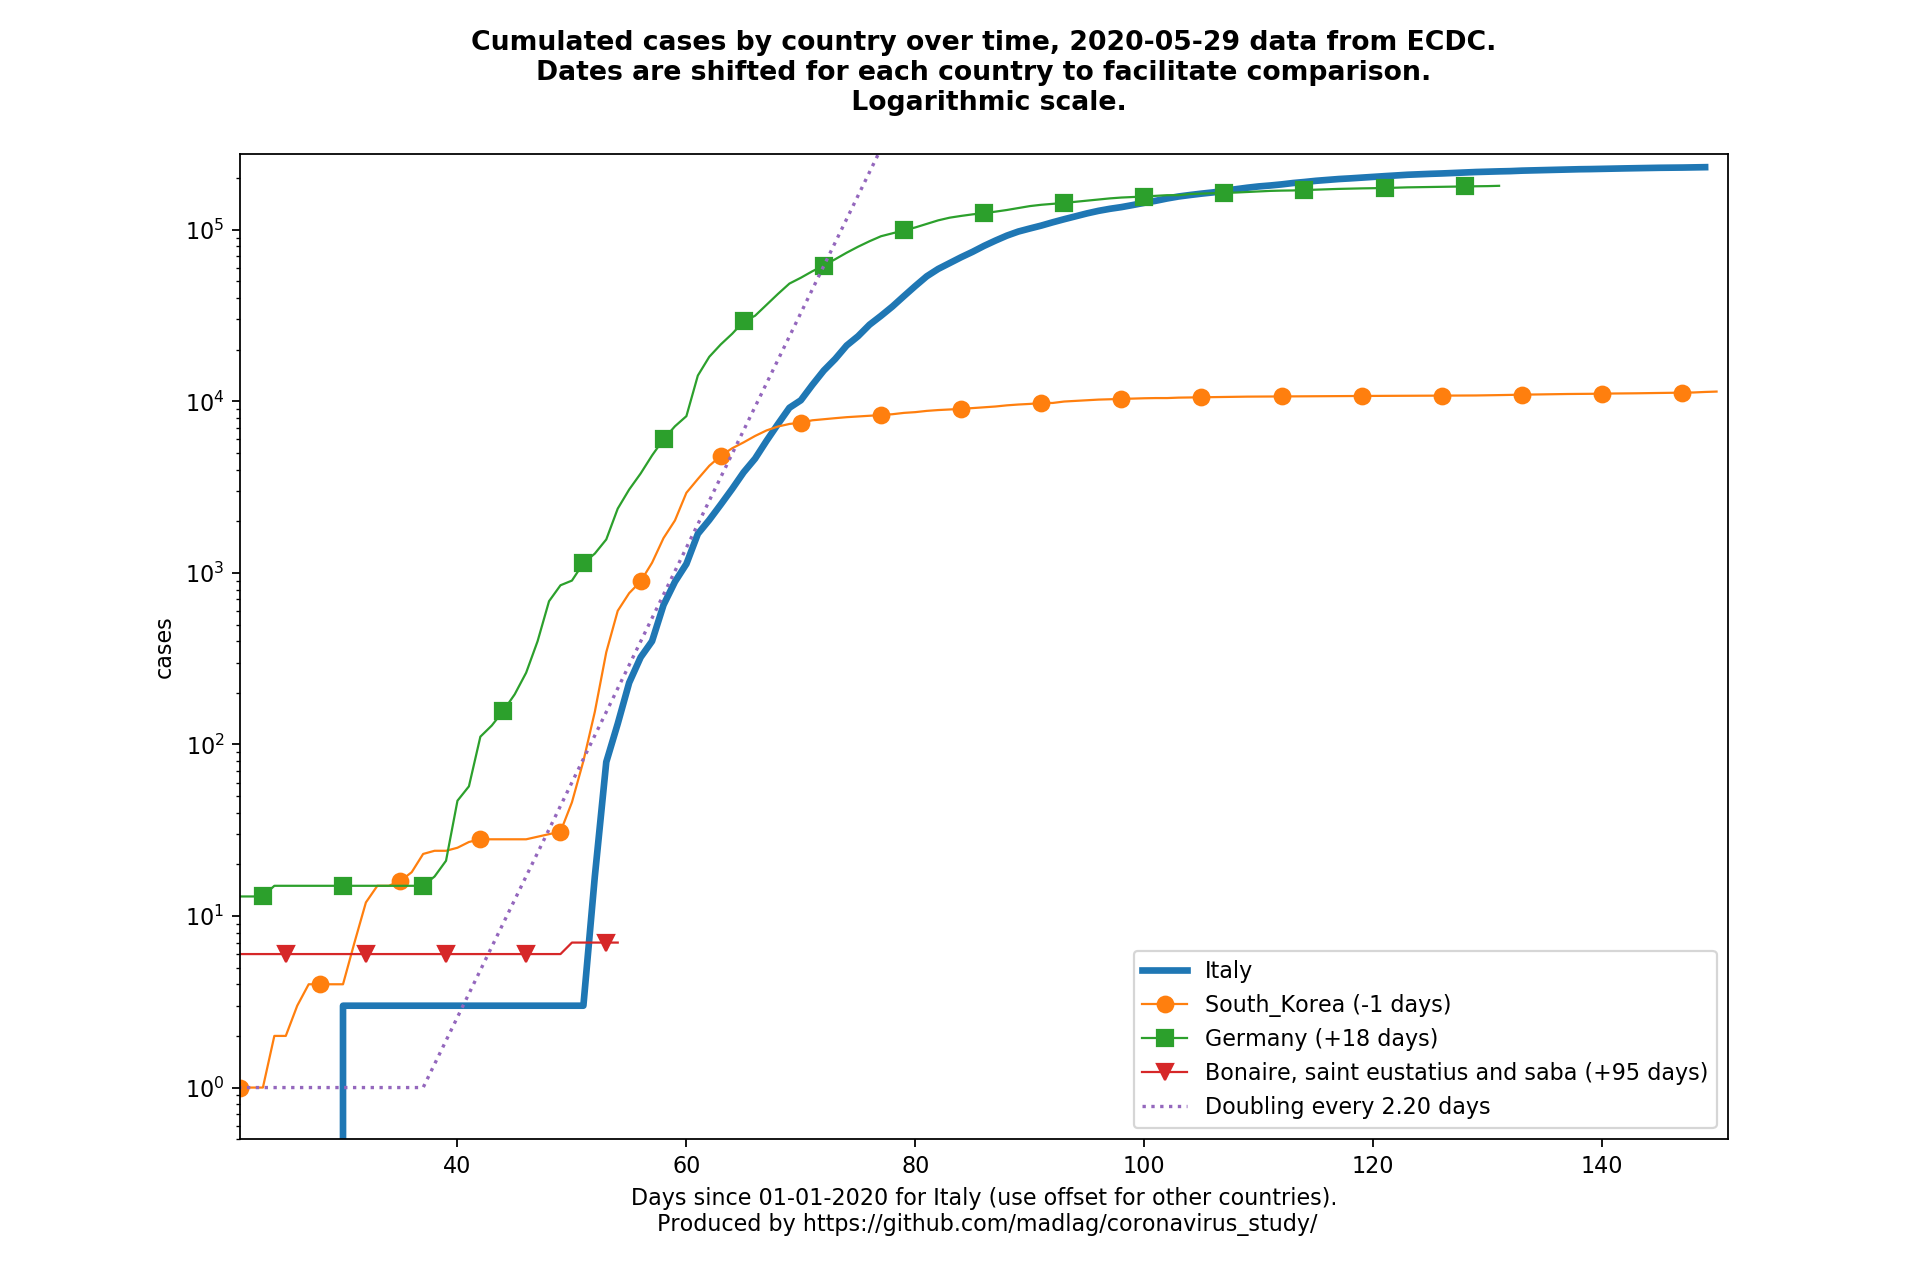 Cumulated cases by country over time, 2020-05-29 data from ECDC.
Dates are shifted for each country to facilitate comparison.
Logarithmic scale.
10^5
10^4
10^3
10^2
10^1
10^0
cases
Italy
South_Korea (-1 days)
Germany (+18 days)
Bonaire, saint eustatius and saba (+95 days)
Doubling every 2.20 days
40 60 80 100 120 140
Days since 01-01-2020 for Italy (use offset for other countries).
Produced by https://github.com/madlag/coronavirus_study/